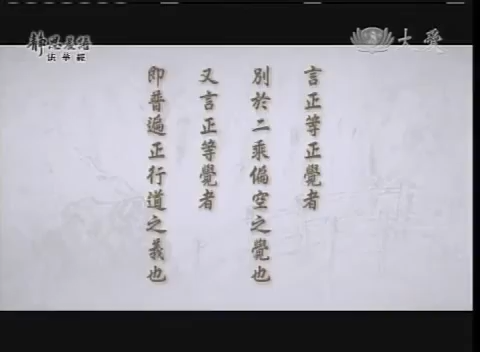 靜思晨語
法華經
大愛
言正等正覺者
別於二乘偏空之覺也
又言正等覺者
即普遍正行道之義也